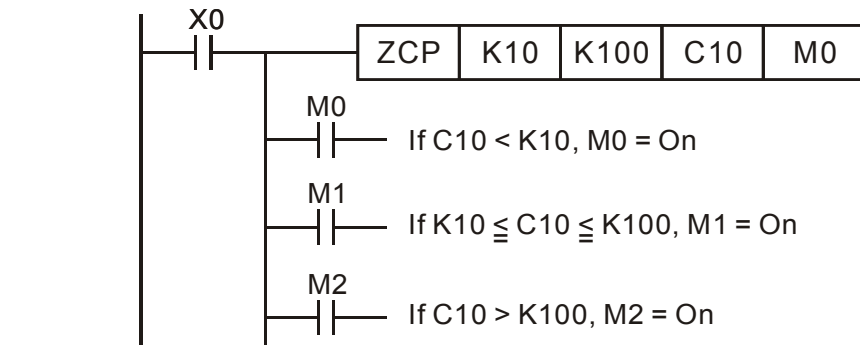 X0
ZCP K10 K100 C10 M0
M0
If C10 < K10, M0 = On
M1
If K10 ≦ C10 ≦ K100, M1 = On
M2
If C10 > K100, M2 = On